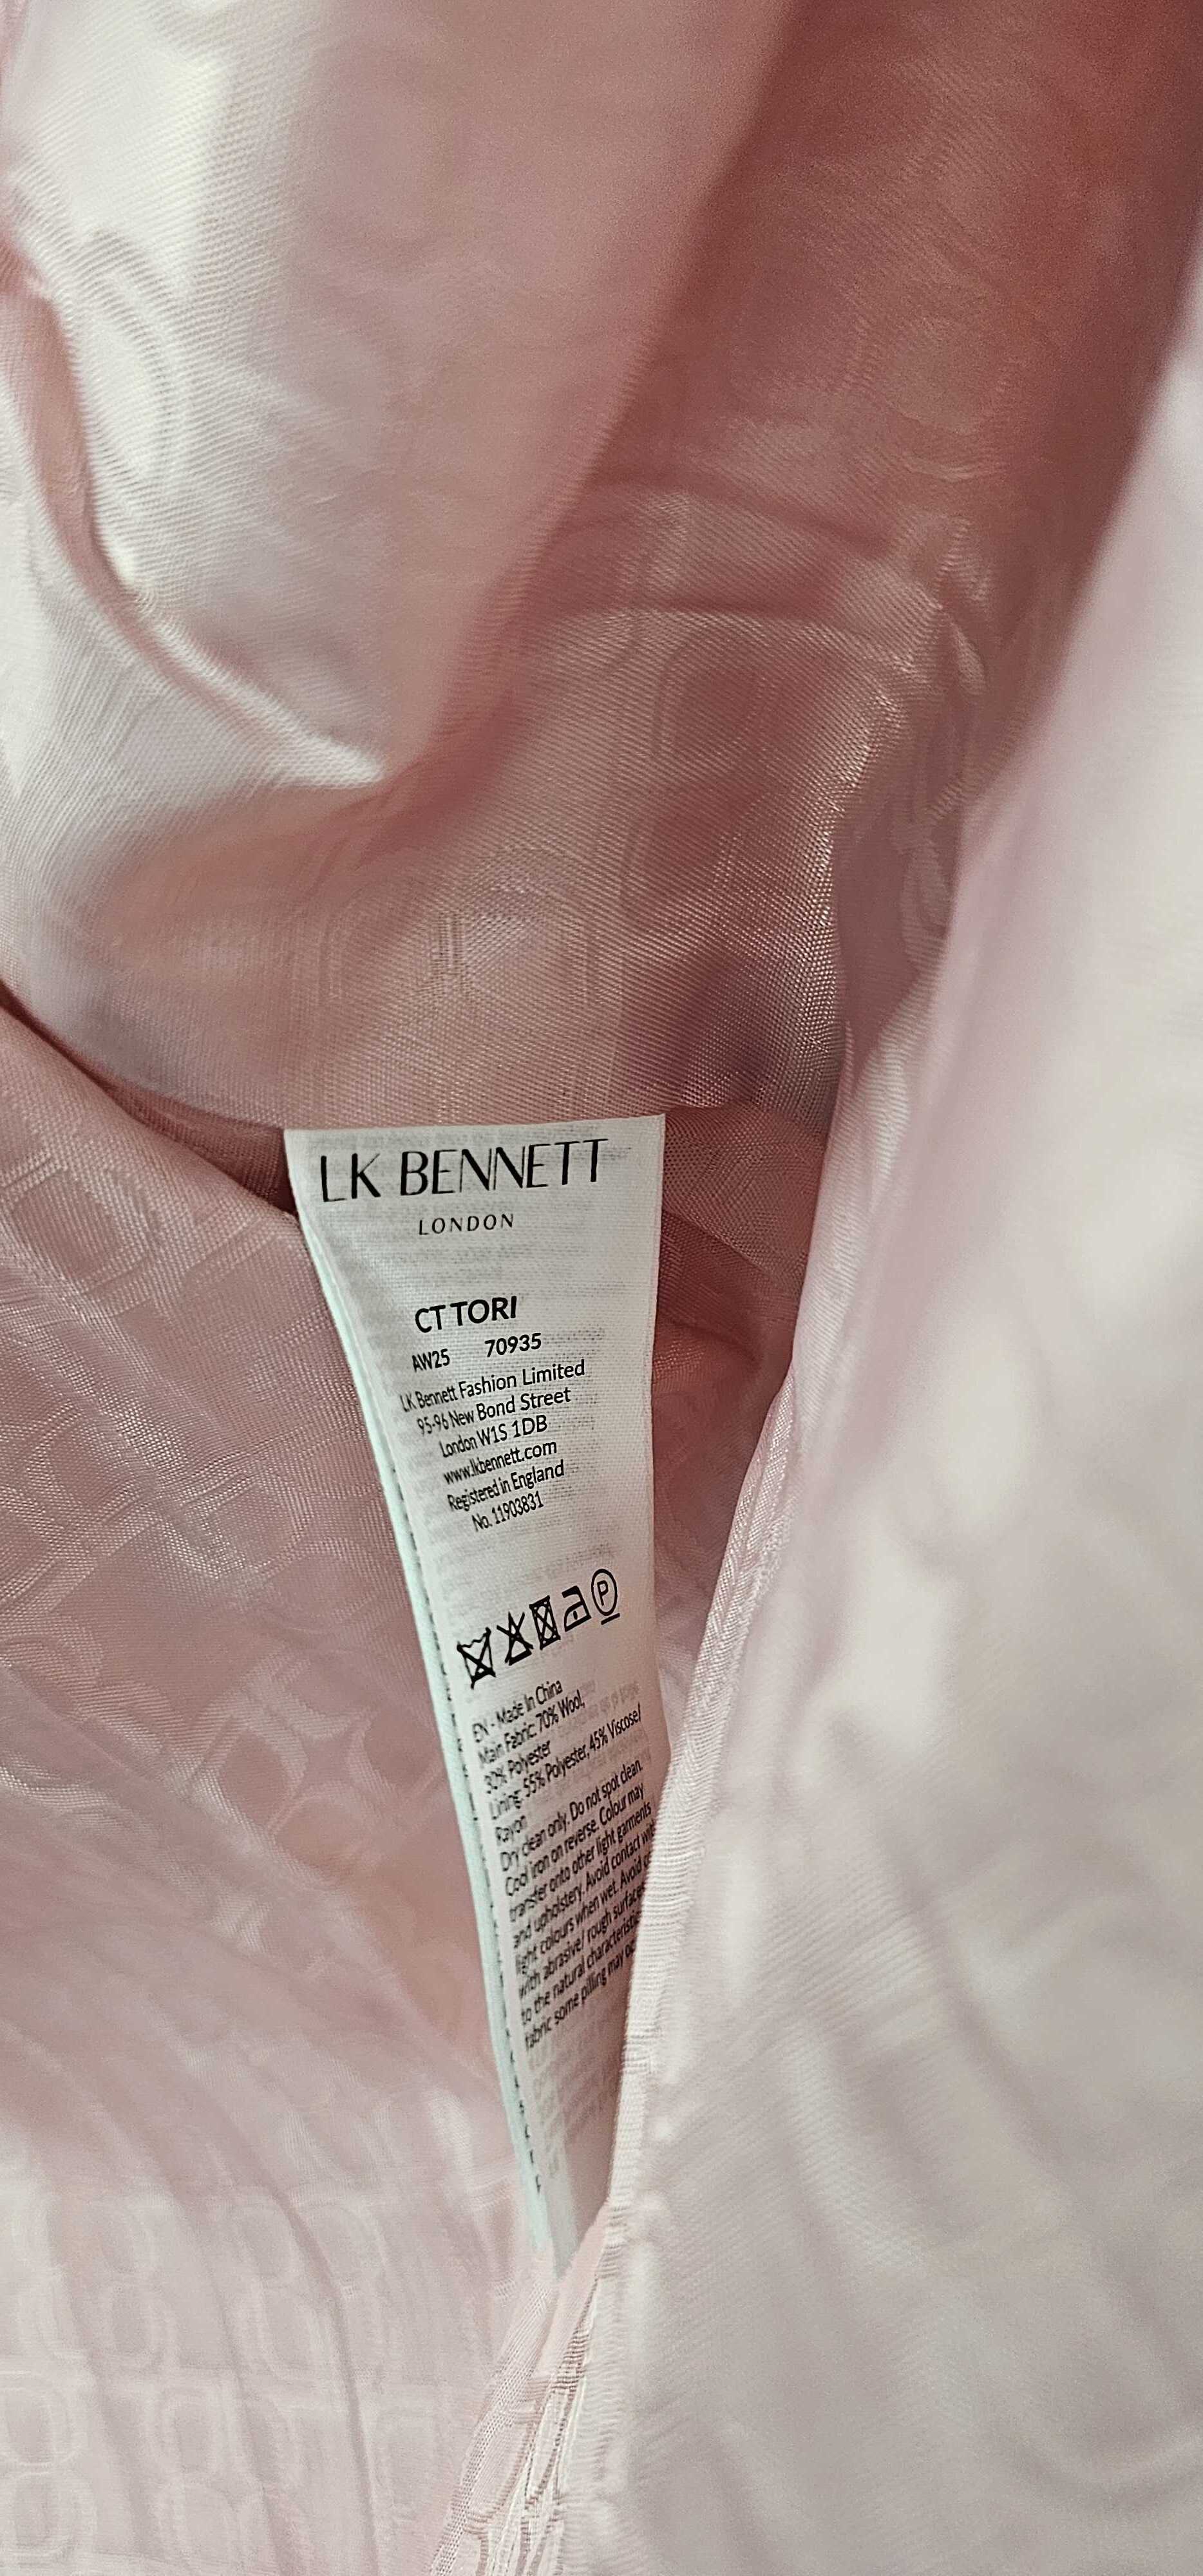 LK BENNETT
LONDON
CT TORI
AW25 70935
LK Bennett Fashion Limited
95-96 New Bond Street
London W1S 1DB
www.lkbennett.com
Registered in England
No. 11903831
P
EN - Made In China
Main Fabric: 70% Wool,
30% Polyester
Lining: 55% Polyester, 45% Viscose/
Rayon
Dry clean only. Do not spot clean.
Cool iron on reverse. Colour may
transfer onto other light garments
and upholstery. Avoid contact with
light colours when wet. Avoid
with abrasive/ rough surfaces
to the natural characteristic
fabric some pilling may